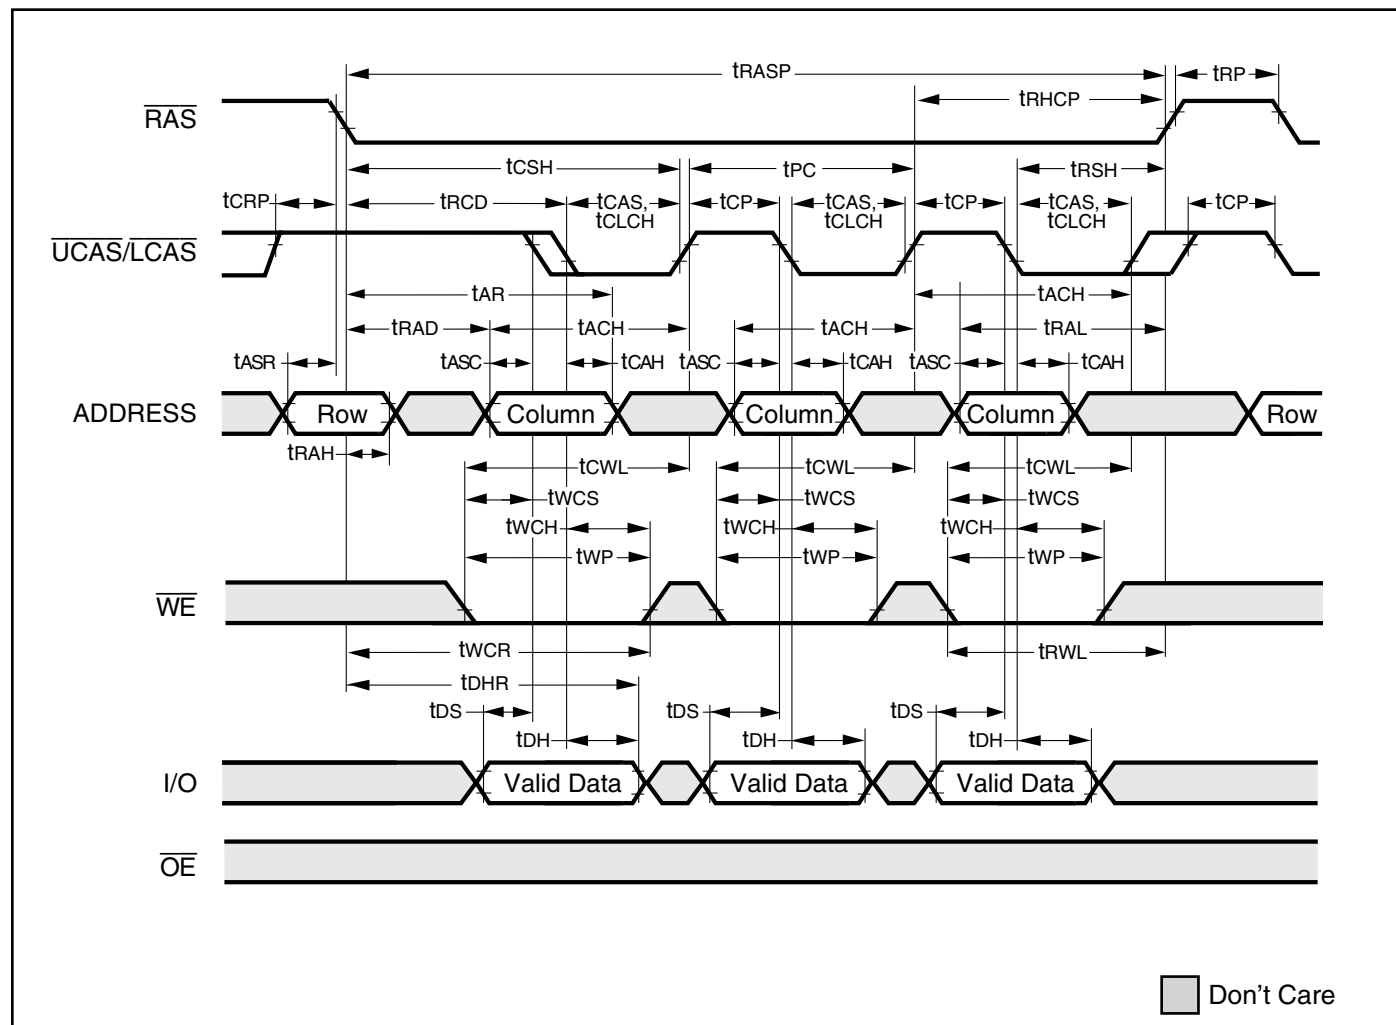 tRASP tRP
tRHCP
RAS
tCSH tPC tRSH
tCRP tRCD tCAS, tCLCH tCP tCAS, tCLCH tCP tCAS, tCLCH tCP
UCAS/LCAS
tAR tACH
tRAD tACH tACH tRAL
tASR tASC tCAH tASC tCAH tASC tCAH
ADDRESS Row Column Column Column Row
tRAH
tCWL tCWL tCWL
tWCS tWCS tWCS
tWCH tWCH tWCH
tWP tWP tWP
WE
tWCR tRWL
tDHR
tDS tDS tDS
tDH tDH tDH
I/O Valid Data Valid Data Valid Data
OE
Don't Care